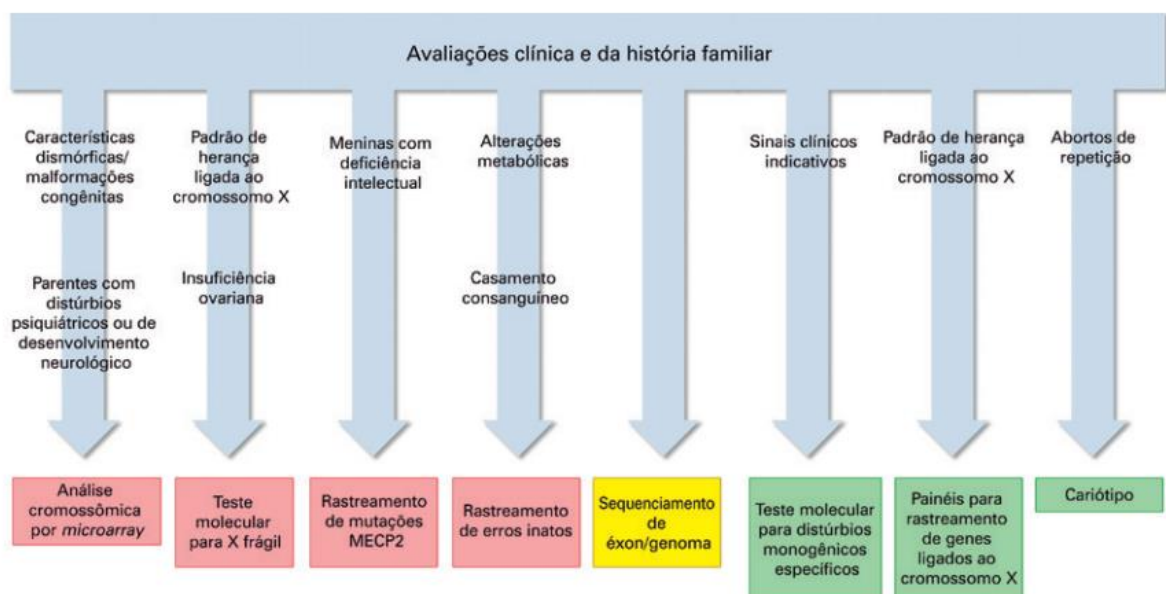 Avaliações clínica e da história familiar
Características
dismórficas/
malformações
congênitas
Parentes com
distúrbios
psiquiátricos ou de
desenvolvimento
neurológico
Padrão de
herança
ligada ao
cromossomo X
Insuficiência
ovariana
Meninas com
deficiência
intelectual
Alterações
metabólicas
Casamento
consanguíneo
Sinais clínicos
indicativos
Padrão de herança
ligada ao
cromossomo X
Abortos de
repetição
Análise
cromossômica
por microarray
Teste
molecular
para X frágil
Rastreamento
de mutações
MECP2
Rastreamento
de erros inatos
Sequenciamento
de
éxon/genoma
Teste molecular
para distúrbios
monogênicos
específicos
Painéis para
rastreamento
de genes
ligados ao
cromossomo X
Cariótipo